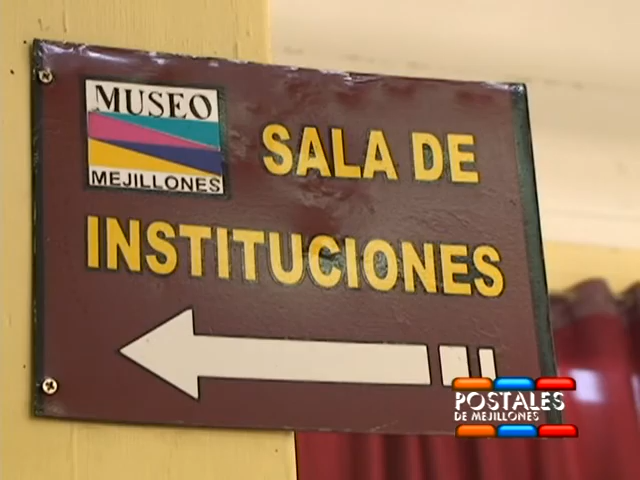 MUSEO
MEJILLONES
SALA DE
INSTITUCIONES
POSTALES
DE MEJILLONES